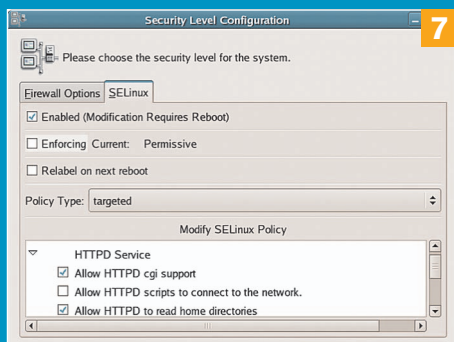 Security Level Configuration
7
Please choose the security level for the system.
Firewall Options SELinux
Enabled (Modification Requires Reboot)
Enforcing Current: Permissive
Relabel on next reboot
Policy Type: targeted
Modify SELinux Policy
HTTPD Service
Allow HTTPD cgi support
Allow HTTPD scripts to connect to the network.
Allow HTTPD to read home directories